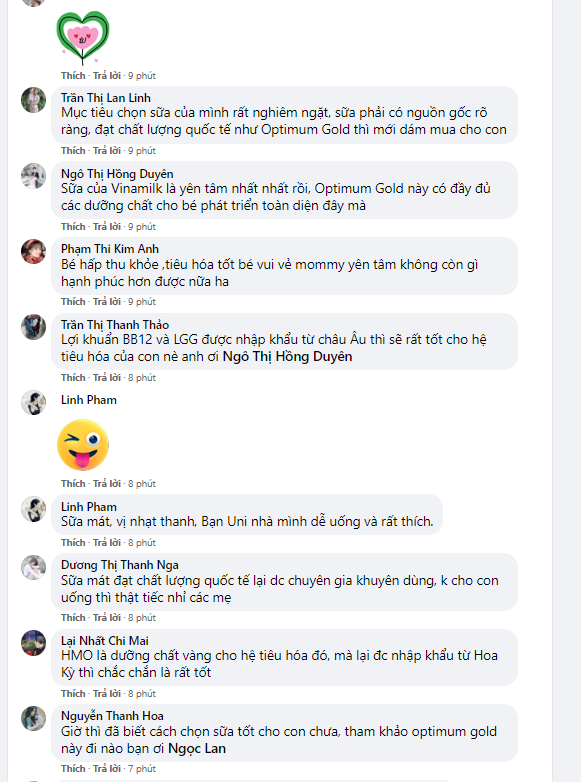 Thích · Trả lời · 9 phút
Trần Thị Lan Linh
Mục tiêu chọn sữa của mình rất nghiêm ngặt, sữa phải có nguồn gốc rõ
ràng, đạt chất lượng quốc tế như Optimum Gold thì mới dám mua cho con
Thích · Trả lời · 9 phút
Ngô Thị Hồng Duyên
Sữa của Vinamilk là yên tâm nhất nhất rồi, Optimum Gold này có đầy đủ
các dưỡng chất cho bé phát triển toàn diện đây mà
Thích · Trả lời · 9 phút
Phạm Thi Kim Anh
Bé hấp thu khỏe ,tiêu hóa tốt bé vui vẻ mommy yên tâm không còn gì
hạnh phúc hơn được nữa ha
Thích · Trả lời · 9 phút
Trần Thị Thanh Thảo
Lợi khuẩn BB12 và LGG được nhập khẩu từ châu Âu thì sẽ rất tốt cho hệ
tiêu hóa của con nè anh ơi Ngô Thị Hồng Duyên
Thích · Trả lời · 8 phút
Linh Pham
Thích · Trả lời · 8 phút
Linh Pham
Sữa mát, vị nhạt thanh, Bạn Uni nhà mình dễ uống và rất thích.
Thích · Trả lời · 8 phút
Dương Thị Thanh Nga
Sữa mát đạt chất lượng quốc tế lại dc chuyên gia khuyên dùng, k cho con
uống thì thật tiếc nhỉ các mẹ
Thích · Trả lời · 8 phút
Lại Nhất Chi Mai
HMO là dưỡng chất vàng cho hệ tiêu hóa đó, mà lại đc nhập khẩu từ Hoa
Kỳ thì chắc chắn là rất tốt
Thích · Trả lời · 8 phút
Nguyễn Thanh Hoa
Giờ thì đã biết cách chọn sữa tốt cho con chưa, tham khảo optimum gold
này đi nào bạn ơi Ngọc Lan
Thích · Trả lời · 7 phút